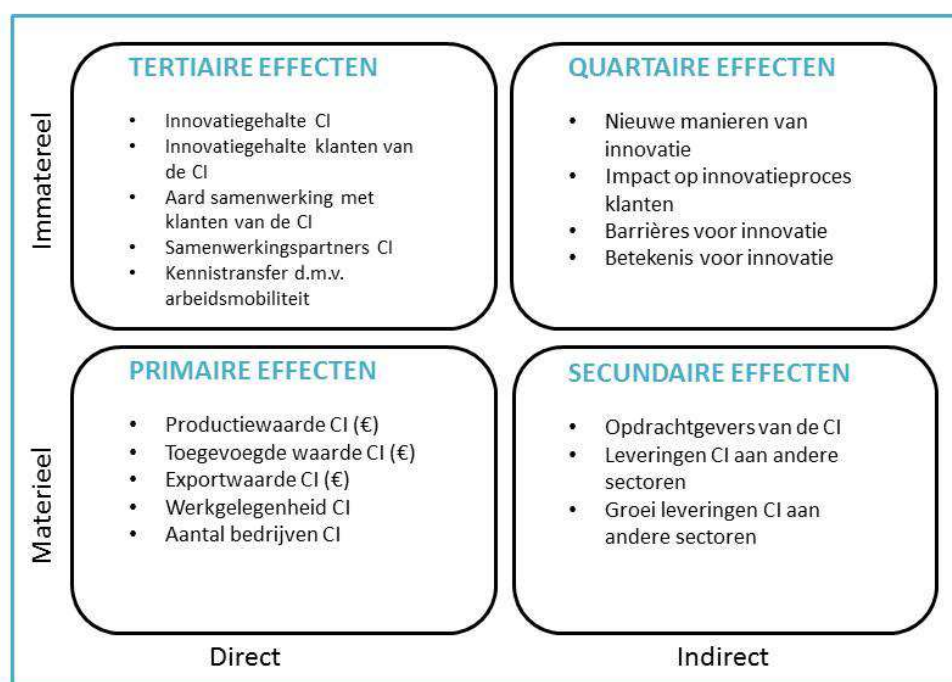 Immatereel
TERTIAIRE EFFECTEN
• Innovatiegehalte CI
• Innovatiegehalte klanten van
de CI
• Aard samenwerking met
klanten van de CI
• Samenwerkingspartners CI
• Kennistransfer d.m.v.
arbeidsmobiliteit
QUARTAIRE EFFECTEN
• Nieuwe manieren van
innovatie
• Impact op innovatieproces
klanten
• Barrières voor innovatie
• Betekenis voor innovatie
Materieel
PRIMAIRE EFFECTEN
• Productiewaarde CI (€)
• Toegevoegde waarde CI (€)
• Exportwaarde CI (€)
• Werkgelegenheid CI
• Aantal bedrijven CI
SECUNDAIRE EFFECTEN
• Opdrachtgevers van de CI
• Leveringen CI aan andere
sectoren
• Groei leveringen CI aan
andere sectoren
Direct
Indirect